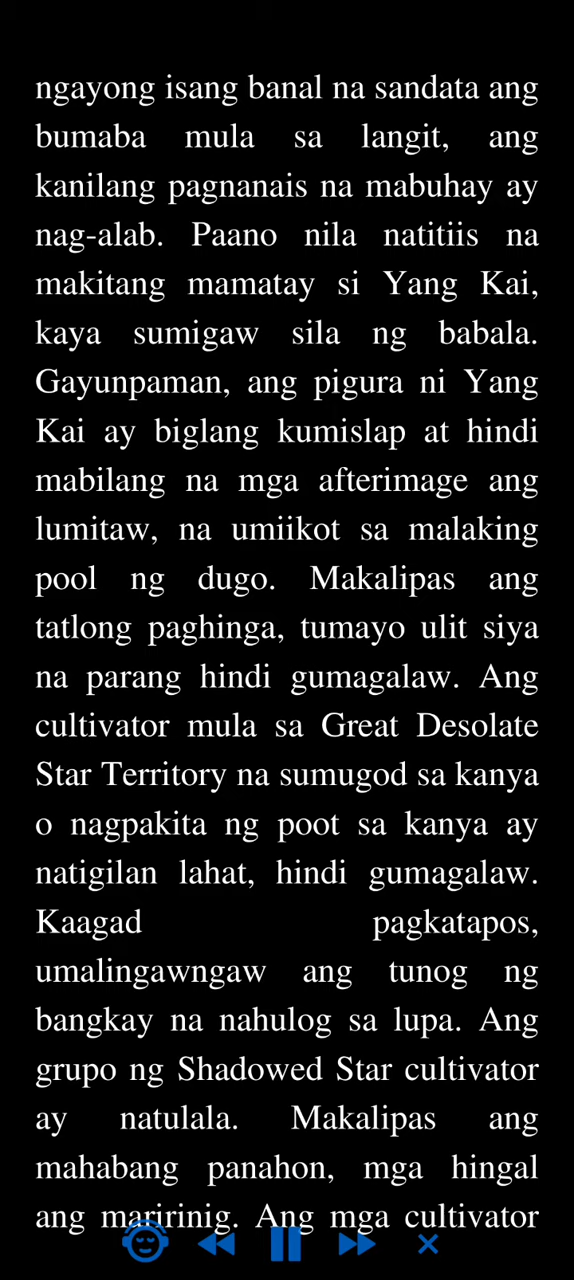 ngayong isang banal na sandata ang
bumaba mula sa langit, ang
kanilang pagnanais na mabuhay ay
nag-alab. Paano nila natitiis na
makitang mamatay si Yang Kai,
kaya sumigaw sila ng babala.
Gayunpaman, ang pigura ni Yang
Kai ay biglang kumislap at hindi
mabilang na mga afterimage ang
lumitaw, na umiikot sa malaking
pool ng dugo. Makalipas ang
tatlong paghinga, tumayo ulit siya
na parang hindi gumagalaw. Ang
cultivator mula sa Great Desolate
Star Territory na sumugod sa kanya
o nagpakita ng poot sa kanya ay
natigilan lahat, hindi gumagalaw.
Kaagad pagkatapos,
umalingawngaw ang tunog ng
bangkay na nahulog sa lupa. Ang
grupo ng Shadowed Star cultivator
ay natulala. Makalipas ang
mahabang panahon, mga hingal
ang maririnig. Ang mga cultivator